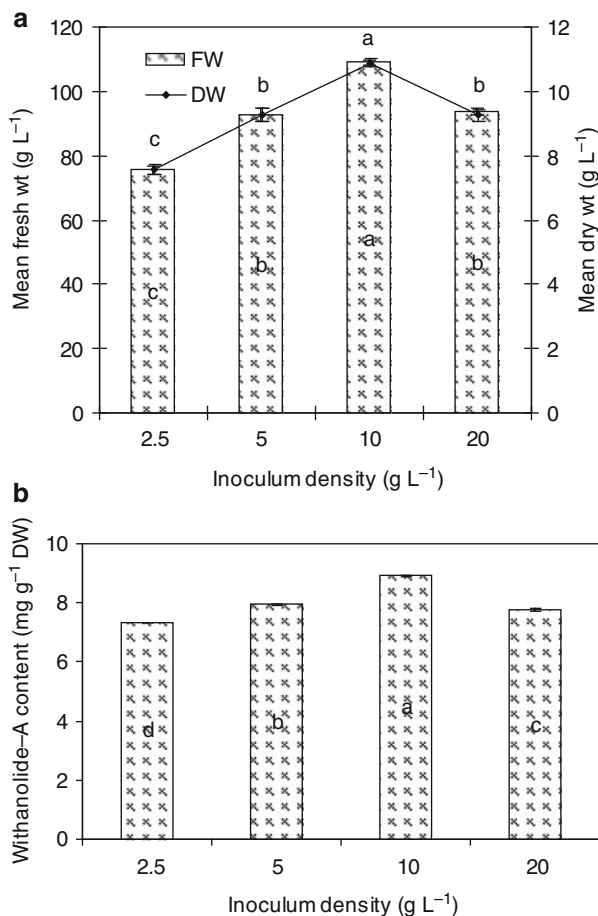 a
120
100
80
60
40
20
0
FW
DW
c
b
a
b
c
b
a
b
12
10
8
6
4
2
0
Mean fresh wt (g L⁻¹)
Mean dry wt (g L⁻¹)
2.5 5 10 20
Inoculum density (g L⁻¹)
b
10
8
6
4
2
0
Withanolide–A content (mg g⁻¹ DW)
d
b
a
c
2.5 5 10 20
Inoculum density (g L⁻¹)